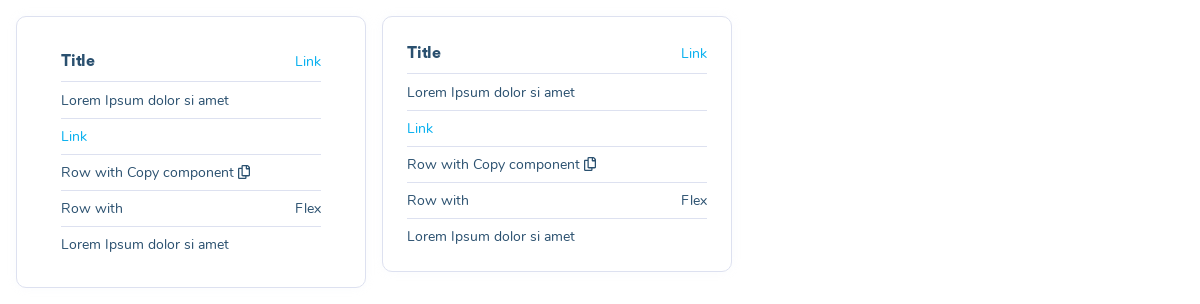 Title Link
Lorem Ipsum dolor si amet
Link
Row with Copy component
Row with Flex
Lorem Ipsum dolor si amet
Title Link
Lorem Ipsum dolor si amet
Link
Row with Copy component
Row with Flex
Lorem Ipsum dolor si amet